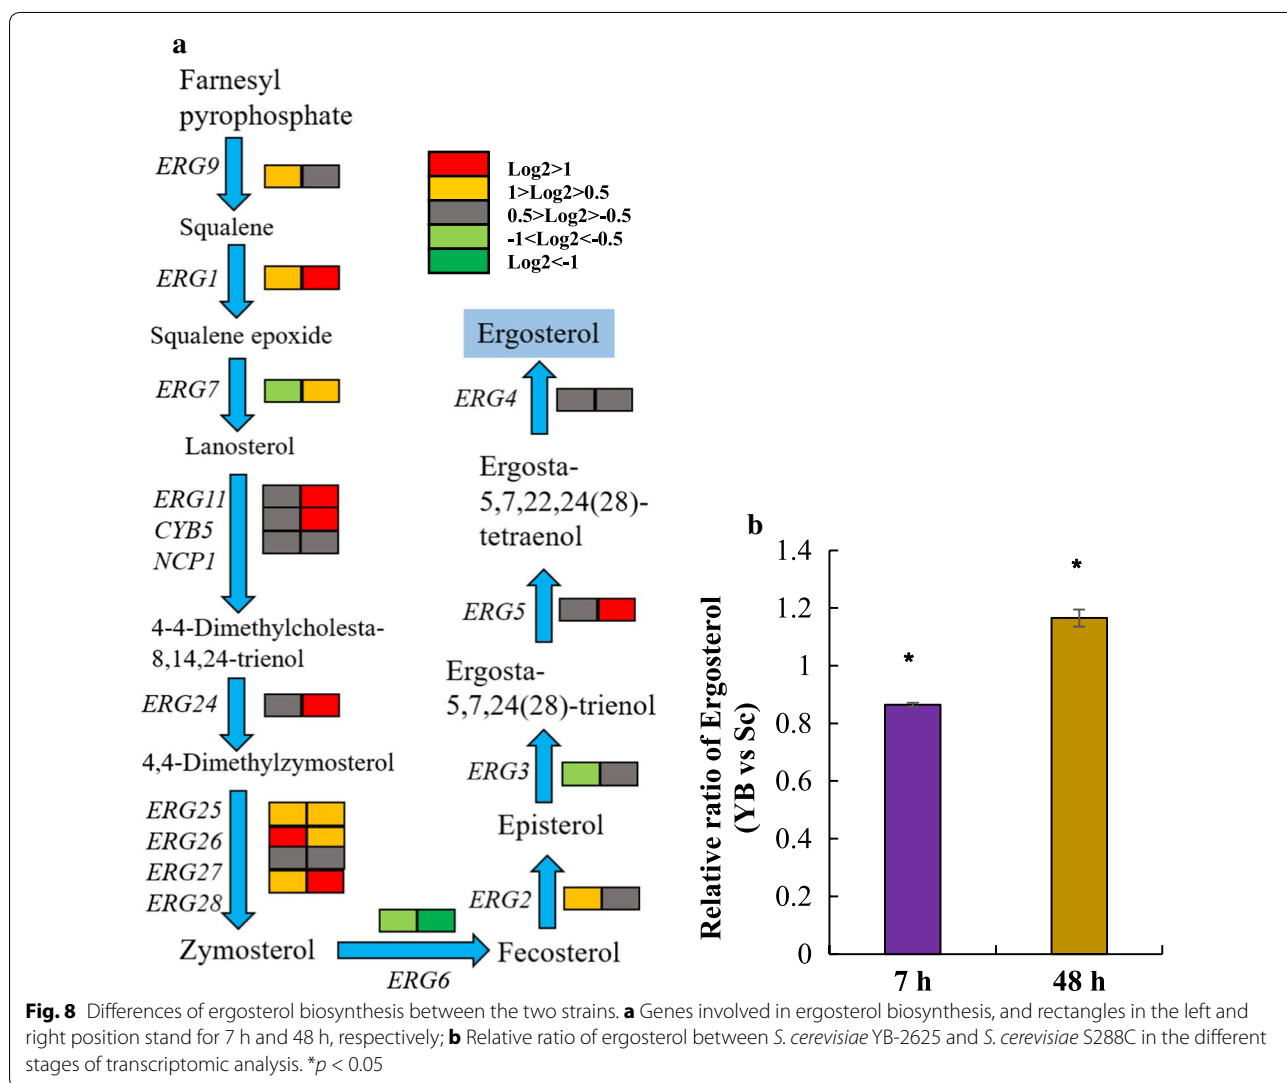 a
Farnesyl
pyrophosphate
ERG9
Squalene
ERG1
Squalene epoxide
ERG7
Lanosterol
ERG11
CYB5
NCP1
4-4-Dimethylcholesta-
8,14,24-trienol
ERG24
4,4-Dimethylzymosterol
ERG25
ERG26
ERG27
ERG28
Zymosterol
ERG6
Fecosterol
ERG2
Episterol
ERG3
Ergosta-
5,7,24(28)-trienol
ERG5
Ergosta-
5,7,22,24(28)-
tetraenol
ERG4
Ergosterol
Log2>1
1>Log2>0.5
0.5>Log2>-0.5
-1<Log2<-0.5
Log2<-1
b
Relative ratio of Ergosterol
(YB vs Sc)
1.4
1.2
1
0.8
0.6
0.4
0.2
0
*
*
7 h
48 h
Fig. 8 Differences of ergosterol biosynthesis between the two strains. a Genes involved in ergosterol biosynthesis, and rectangles in the left and
right position stand for 7 h and 48 h, respectively; b Relative ratio of ergosterol between S. cerevisiae YB-2625 and S. cerevisiae S288C in the different
stages of transcriptomic analysis. *p < 0.05